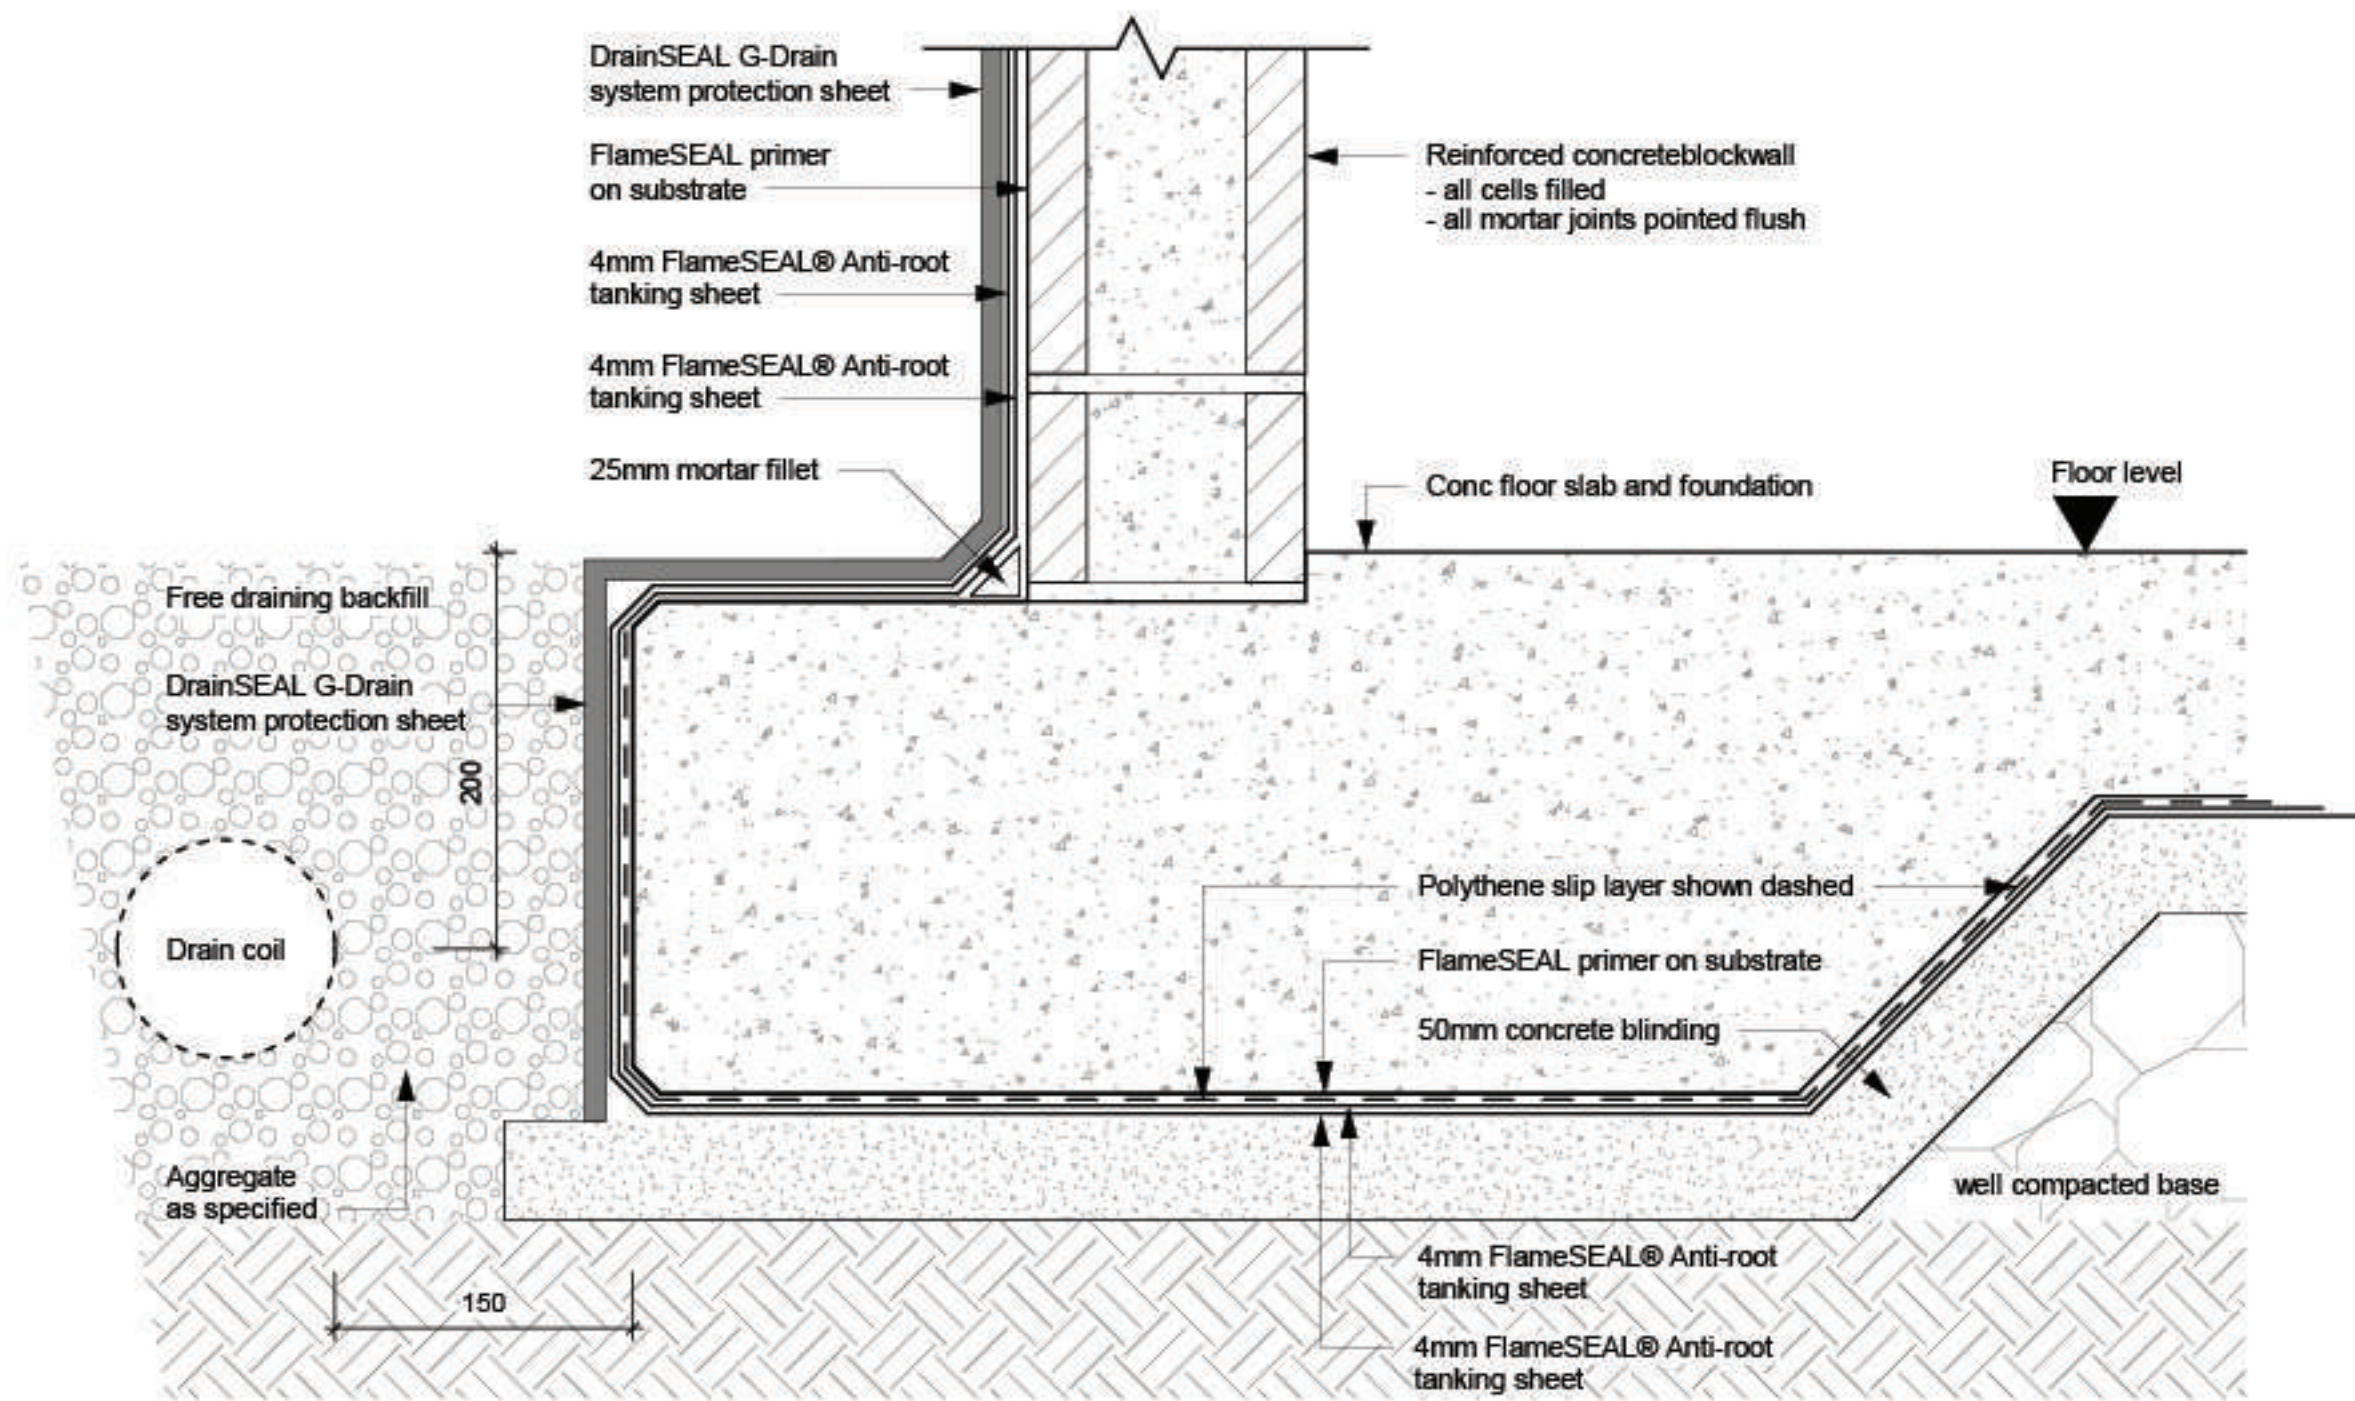 DrainSEAL G-Drain
system protection sheet
FlameSEAL primer
on substrate
4mm FlameSEAL® Anti-root
tanking sheet
4mm FlameSEAL® Anti-root
tanking sheet
25mm mortar fillet
Reinforced concreteblockwall
- all cells filled
- all mortar joints pointed flush
Conc floor slab and foundation
Floor level
Free draining backfill
DrainSEAL G-Drain
system protection sheet
200
Drain coil
Aggregate
as specified
150
Polythene slip layer shown dashed
FlameSEAL primer on substrate
50mm concrete blinding
well compacted base
4mm FlameSEAL® Anti-root
tanking sheet
4mm FlameSEAL® Anti-root
tanking sheet